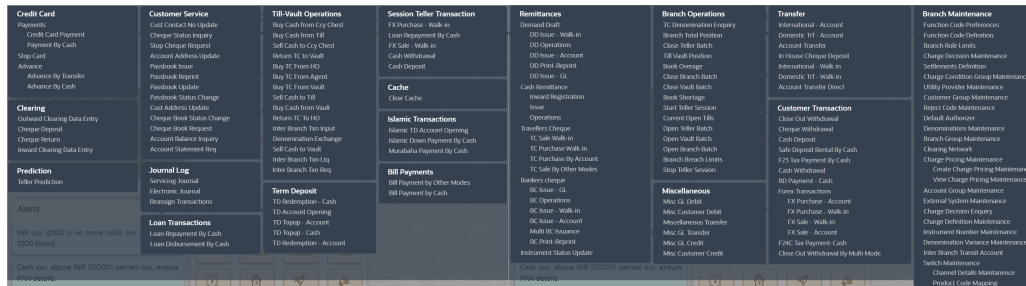 Credit Card
Payments
Credit Card Payment
Payment By Cash
Stop Card
Advance
Advance By Transfer
Advance By Cash
Clearing
Outward Clearing Data Entry
Cheque Deposit
Cheque Return
Inward Clearing Data Entry
Prediction
Teller Prediction
Alerts
INR ccy 10100 is no more valid, txn
1000 found.
Cash txn. above INR 500001 carried out, ensure
PAN details.
Customer Service
Cust Contact No Update
Cheque Status Inquiry
Stop Cheque Request
Account Address Update
Passbook Issue
Passbook Reprint
Passbook Update
Passbook Status Change
Cust Address Update
Cheque Book Status Change
Cheque Book Request
Account Balance Inquiry
Account Statement Req
Journal Log
Servicing Journal
Electronic Journal
Reassign Transactions
Loan Transactions
Loan Repayment By Cash
Loan Disbursement By Cash
Till-Vault Operations
Buy Cash from Ccy Chest
Buy Cash from Till
Sell Cash to Ccy Chest
Return TC to Vault
Buy TC From HO
Buy TC From Agent
Buy TC From Vault
Sell Cash to Till
Buy Cash from Vault
Return TC To HO
Inter Branch Txn Input
Denomination Exchange
Sell Cash to Vault
Inter Branch Txn Liq
Inter Branch Txn Req
Term Deposit
TD Redemption - Cash
TD Account Opening
TD Topup - Account
TD Topup - Cash
TD Redemption - Account
Session Teller Transaction
FX Purchase - Walk-in
Loan Repayment By Cash
FX Sale - Walk-in
Cash Withdrawal
Cash Deposit
Cache
Clear Cache
Islamic Transactions
Islamic TD Account Opening
Islamic Down Payment By Cash
Murabaha Payment By Cash
Bill Payments
Bill Payment by Other Modes
Bill Payment by Cash
Remittances
Demand Draft
DD Issue - Walk-in
DD Operations
DD Issue - Account
DD Print-Reprint
DD Issue - GL
Cash Remittance
Inward Registration
Issue
Operations
Travellers Cheque
TC Sale Walk-in
TC Purchase Walk-in
TC Purchase By Account
TC Sale By Other Modes
Bankers cheque
BC Issue - GL
BC Operations
BC Issue - Walk-in
BC Issue - Account
Multi BC Issuance
BC Print-Reprint
Instrument Status Update
Cash txn. above INR 500001 carried out, ensure
PAN details.
Branch Operations
TC Denomination Enquiry
Branch Total Position
Close Teller Batch
Till Vault Position
Book Overage
Close Branch Batch
Close Vault Batch
Book Shortage
Start Teller Session
Current Open Tills
Open Teller Batch
Open Vault Batch
Open Branch Batch
Branch Breach Limits
Stop Teller Session
Miscellaneous
Misc GL Debit
Misc Customer Debit
Miscellaneous Transfer
Misc GL Transfer
Misc GL Credit
Misc Customer Credit
Transfer
International - Account
Domestic Trf - Account
Account Transfer
In House Cheque Deposit
International - Walk-in
Domestic Trf - Walk-in
Account Transfer Direct
Customer Transaction
Close Out Withdrawal
Cheque Withdrawal
Cash Deposit
Safe Deposit Rental By Cash
F25 Tax Payment By Cash
Cash Withdrawal
RD Payment - Cash
Forex Transactions
FX Purchase - Account
FX Purchase - Walk-in
FX Sale - Walk-in
FX Sale - Account
F24C Tax Payment-Cash
Close Out Withdrawal By Multi Mode
Branch Maintenance
Function Code Preferences
Function Code Definition
Branch Role Limits
Charge Decision Maintenance
Settlements Definition
Charge Condition Group Maintenance
Utility Provider Maintenance
Customer Group Maintenance
Reject Code Maintenance
Default Authorizer
Denominations Maintenance
Branch Group Maintenance
Clearing Network
Charge Pricing Maintenance
Create Charge Pricing Maintenance
View Charge Pricing Maintenance
Account Group Maintenance
External System Maintenance
Charge Decision Enquiry
Charge Definition Maintenance
Instrument Number Maintenance
Denomination Variance Maintenance
Inter Branch Transit Account
Switch Maintenance
Channel Details Maintanence
Product Code Mapping